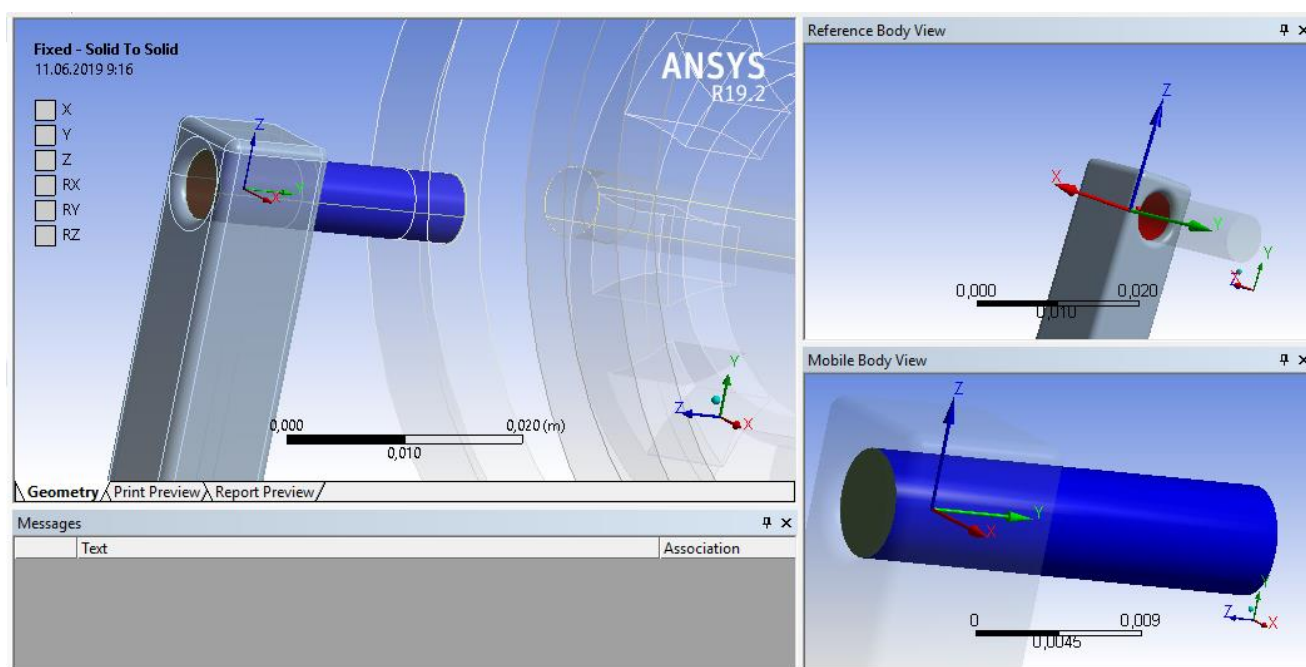 Fixed - Solid To Solid
11.06.2019 9:16
X
Y
Z
RX
RY
RZ
ANSYS
R19.2
Z
Y
X
Y
Z
X
0,000
0,020 (m)
0,010
Geometry
Print Preview
Report Preview
Messages
Text
Association
Reference Body View
Z
X
Y
Y
X
Z
0,000
0,020
0,010
Mobile Body View
Z
Y
X
Y
Z
X
0
0,009
0,0045